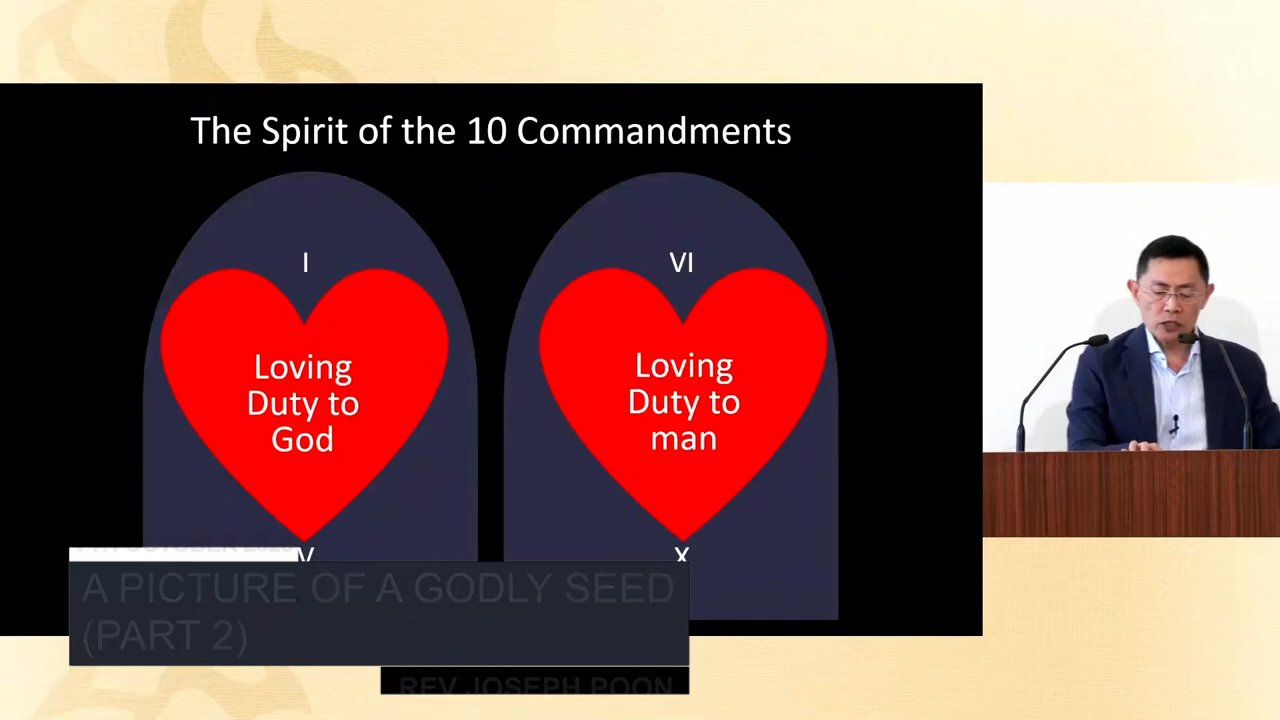 The Spirit of the 10 Commandments
I
VI
Loving
Duty to
God
Loving
Duty to
man
V
X
A PICTURE OF A GODLY SEED
(PART 2)
REV JOSEPH POON